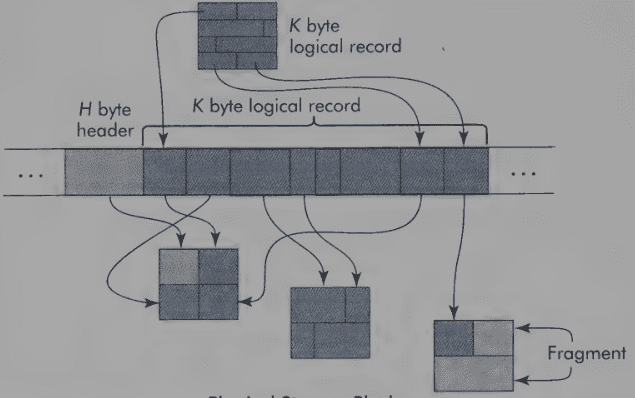 K byte
logical record
H byte
header
K byte logical record
...
...
Fragment